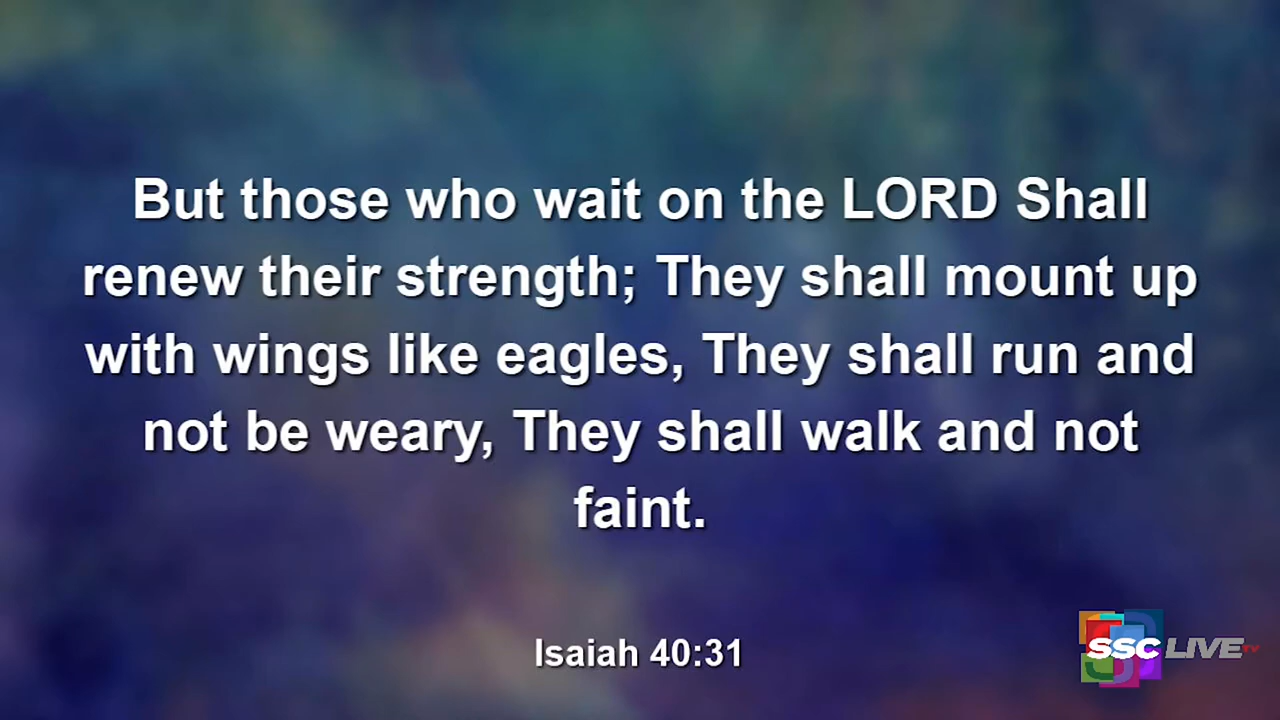 But those who wait on the LORD Shall
renew their strength; They shall mount up
with wings like eagles, They shall run and
not be weary, They shall walk and not
faint.
Isaiah 40:31
SSC LIVE TV